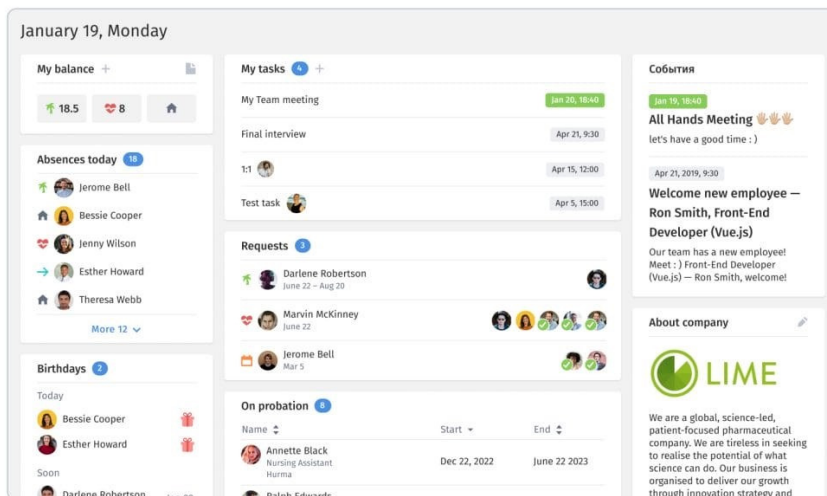 January 19, Monday
My balance +
18.5 8
Absences today 18
Jerome Bell
Bessie Cooper
Jenny Wilson
Esther Howard
Theresa Webb
More 12
Birthdays 2
Today
Bessie Cooper
Esther Howard
Soon
Darlene Robertson
My tasks 4 +
My Team meeting Jan 20, 18:40
Final interview Apr 21, 9:30
1:1 Apr 15, 12:00
Test task Apr 5, 15:00
Requests 3
Darlene Robertson
June 22 – Aug 20
Marvin McKinney
June 22
Jerome Bell
Mar 5
On probation 8
Name Start End
Annette Black
Nursing Assistant Dec 22, 2022 June 22 2023
Hurma
Ralph Edwards
События
Jan 19, 18:40
All Hands Meeting
let's have a good time : )
Apr 21, 2019, 9:30
Welcome new employee —
Ron Smith, Front-End
Developer (Vue.js)
Our team has a new employee!
Meet : ) Front-End Developer
(Vue.js) — Ron Smith, welcome!
About company
LIME
We are a global, science-led,
patient-focused pharmaceutical
company. We are tireless in seeking
to realise the potential of what
science can do. Our business is
organised to deliver our growth
through innovation strategy and